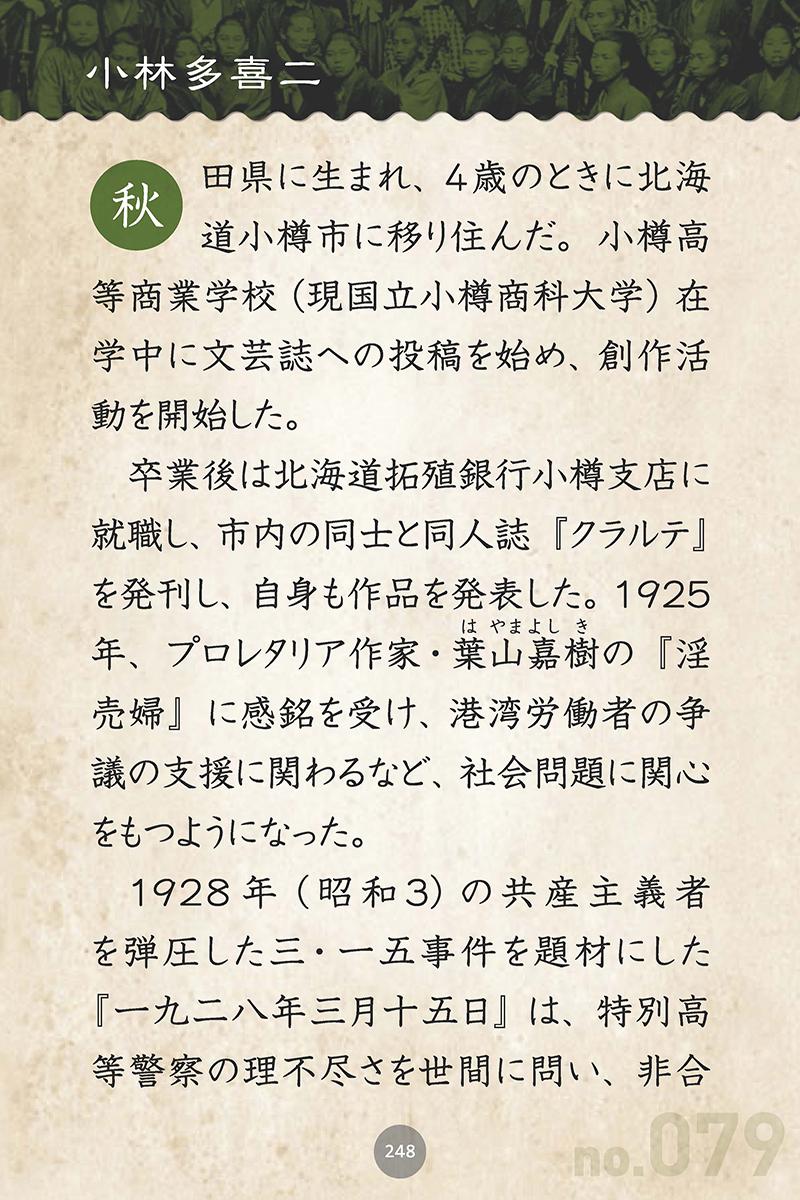 小林多喜二
秋田県に生まれ、4歳のときに北海
道小樽市に移り住んだ。小樽高
等商業学校（現国立小樽商科大学）在
学中に文芸誌への投稿を始め、創作活
動を開始した。
卒業後は北海道拓殖銀行小樽支店に
就職し、市内の同士と同人誌『クラルテ』
を発刊し、自身も作品を発表した。1925
は やまよし き
年、プロレタリア作家・葉山嘉樹の『淫
売婦』に感銘を受け、港湾労働者の争
議の支援に関わるなど、社会問題に関心
をもつようになった。
1928年（昭和3）の共産主義者
を弾圧した三・一五事件を題材にした
『一九二八年三月十五日』は、特別高
等警察の理不尽さを世間に問い、非合
248
no.079